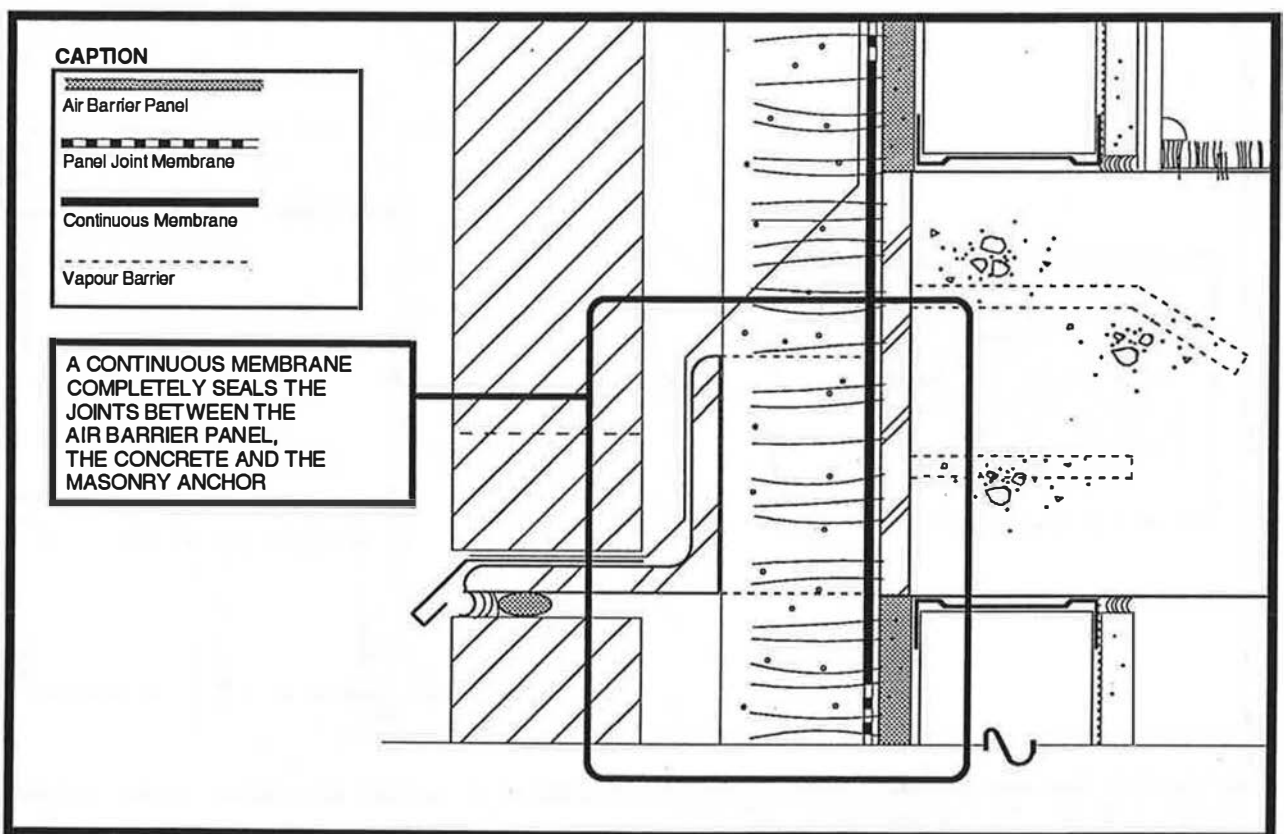 CAPTION
Air Barrier Panel
Panel Joint Membrane
Continuous Membrane
Vapour Barrier
A CONTINUOUS MEMBRANE
COMPLETELY SEALS THE
JOINTS BETWEEN THE
AIR BARRIER PANEL,
THE CONCRETE AND THE
MASONRY ANCHOR